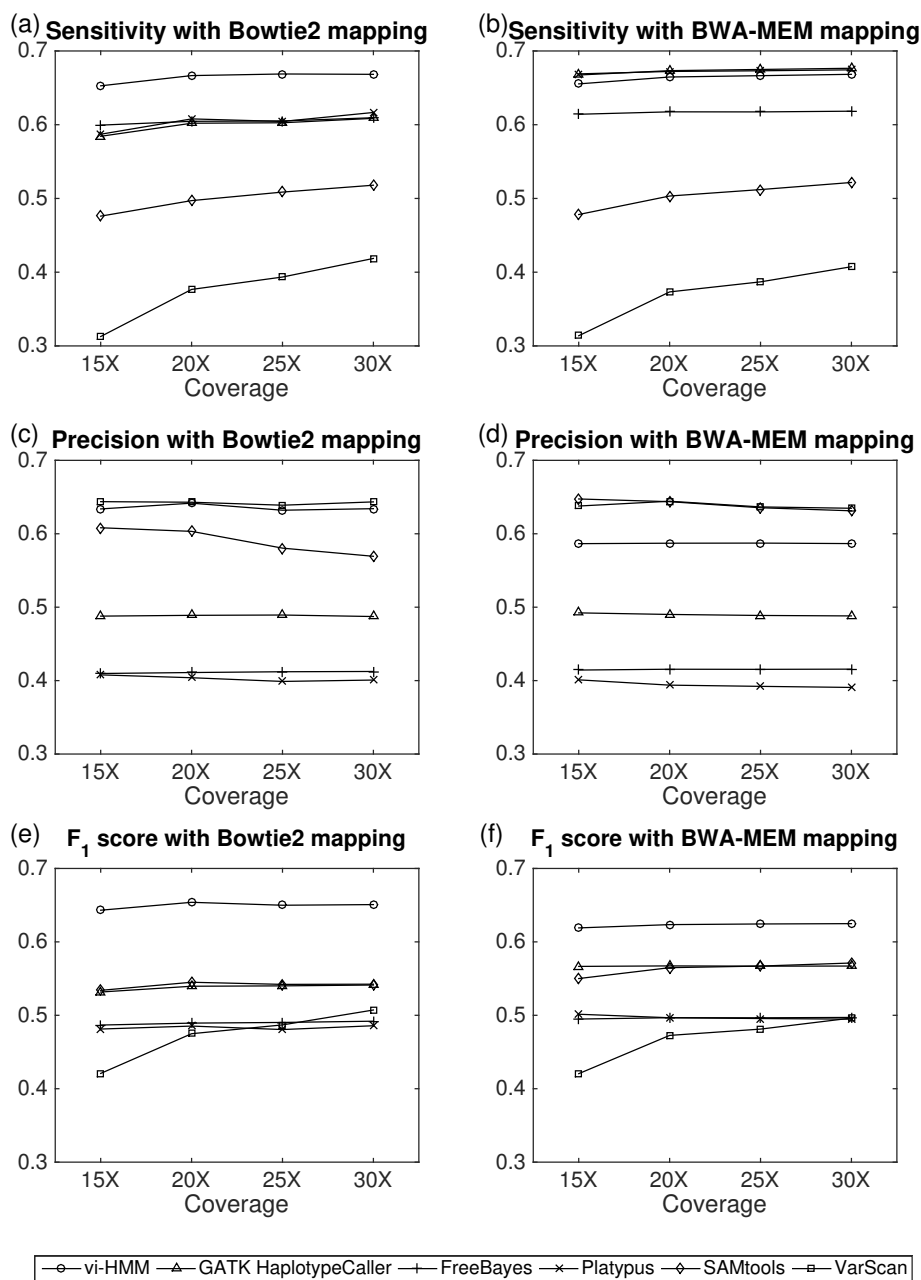 (a) Sensitivity with Bowtie2 mapping
0.7
0.6
0.5
0.4
0.3
15X 20X 25X 30X
Coverage
(b) Sensitivity with BWA-MEM mapping
0.7
0.6
0.5
0.4
0.3
15X 20X 25X 30X
Coverage
(c) Precision with Bowtie2 mapping
0.7
0.6
0.5
0.4
0.3
15X 20X 25X 30X
Coverage
(d) Precision with BWA-MEM mapping
0.7
0.6
0.5
0.4
0.3
15X 20X 25X 30X
Coverage
(e) F1 score with Bowtie2 mapping
0.7
0.6
0.5
0.4
0.3
15X 20X 25X 30X
Coverage
(f) F1 score with BWA-MEM mapping
0.7
0.6
0.5
0.4
0.3
15X 20X 25X 30X
Coverage
vi-HMM GATK HaplotypeCaller FreeBayes Platypus SAMtools VarScan